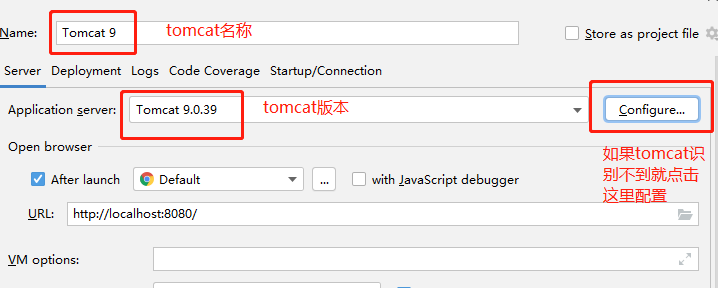 Name: Tomcat 9 tomcat名称 Store as project file
Server Deployment Logs Code Coverage Startup/Connection
Application server: Tomcat 9.0.39 tomcat版本 Configure...
Open browser
如果tomcat识
别不到就点击
这里配置
After launch Default ... with JavaScript debugger
URL: http://localhost:8080/
VM options: